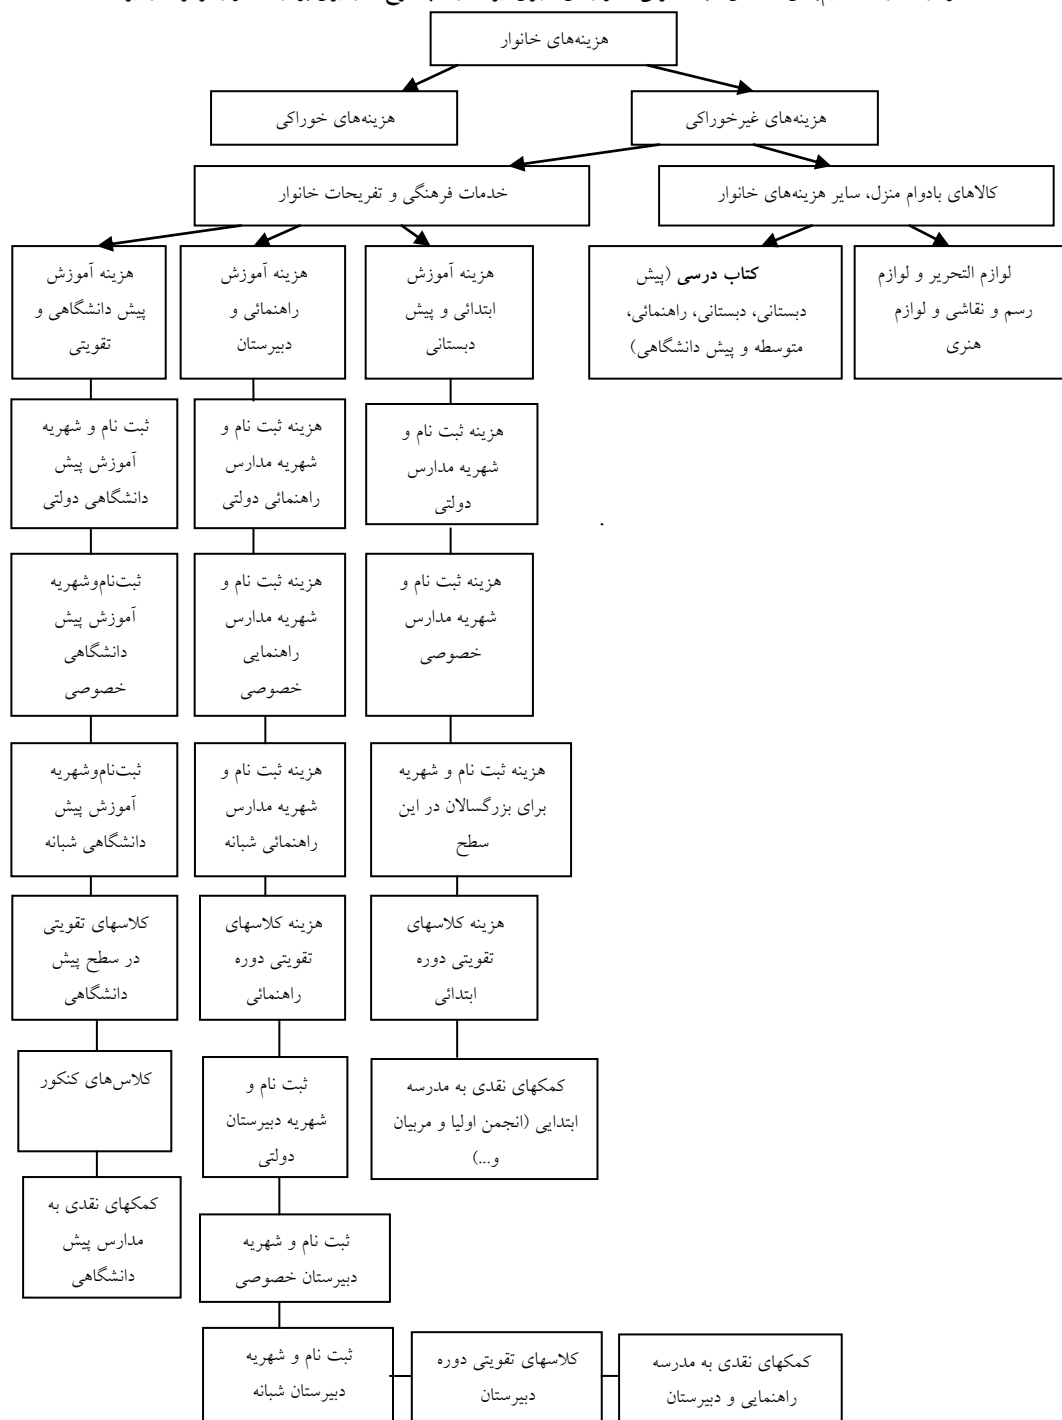 هزینه‌های خانوار
هزینه‌های غیرخوراکی
هزینه‌های خوراکی
کالاهای بادوام منزل، سایر هزینه‌های خانوار
خدمات فرهنگی و تفریحات خانوار
لوازم التحریر و لوازم
رسم و نقاشی و لوازم
هنری
کتاب درسی (پیش
دبستانی، دبستانی، راهنمائی،
متوسطه و پیش دانشگاهی)
هزینه آموزش
ابتدائی و پیش
دبستانی
هزینه آموزش
راهنمائی و
دبیرستان
هزینه آموزش
پیش دانشگاهی و
تقویتی
هزینه ثبت نام و
شهریه مدارس
دولتی
هزینه ثبت نام و
شهریه مدارس
راهنمائی دولتی
ثبت نام و شهریه
آموزش پیش
دانشگاهی دولتی
هزینه ثبت نام و
شهریه مدارس
خصوصی
هزینه ثبت نام و
شهریه مدارس
راهنمایی
خصوصی
ثبت‌نام‌وشهریه
آموزش پیش
دانشگاهی
خصوصی
هزینه ثبت نام و شهریه
برای بزرگسالان در این
سطح
هزینه ثبت نام و
شهریه مدارس
راهنمائی شبانه
ثبت‌نام‌وشهریه
آموزش پیش
دانشگاهی شبانه
هزینه کلاسهای
تقویتی دوره
ابتدائی
هزینه کلاسهای
تقویتی دوره
راهنمائی
کلاسهای تقویتی
در سطح پیش
دانشگاهی
کمکهای نقدی به مدرسه
ابتدایی (انجمن اولیا و مربیان
و...)
ثبت نام و
شهریه دبیرستان
دولتی
کلاس‌های کنکور
کمکهای نقدی به
مدارس پیش
دانشگاهی
ثبت نام و شهریه
دبیرستان خصوصی
ثبت نام و شهریه
دبیرستان شبانه
کلاسهای تقویتی دوره
دبیرستان
کمکهای نقدی به مدرسه
راهنمایی و دبیرستان